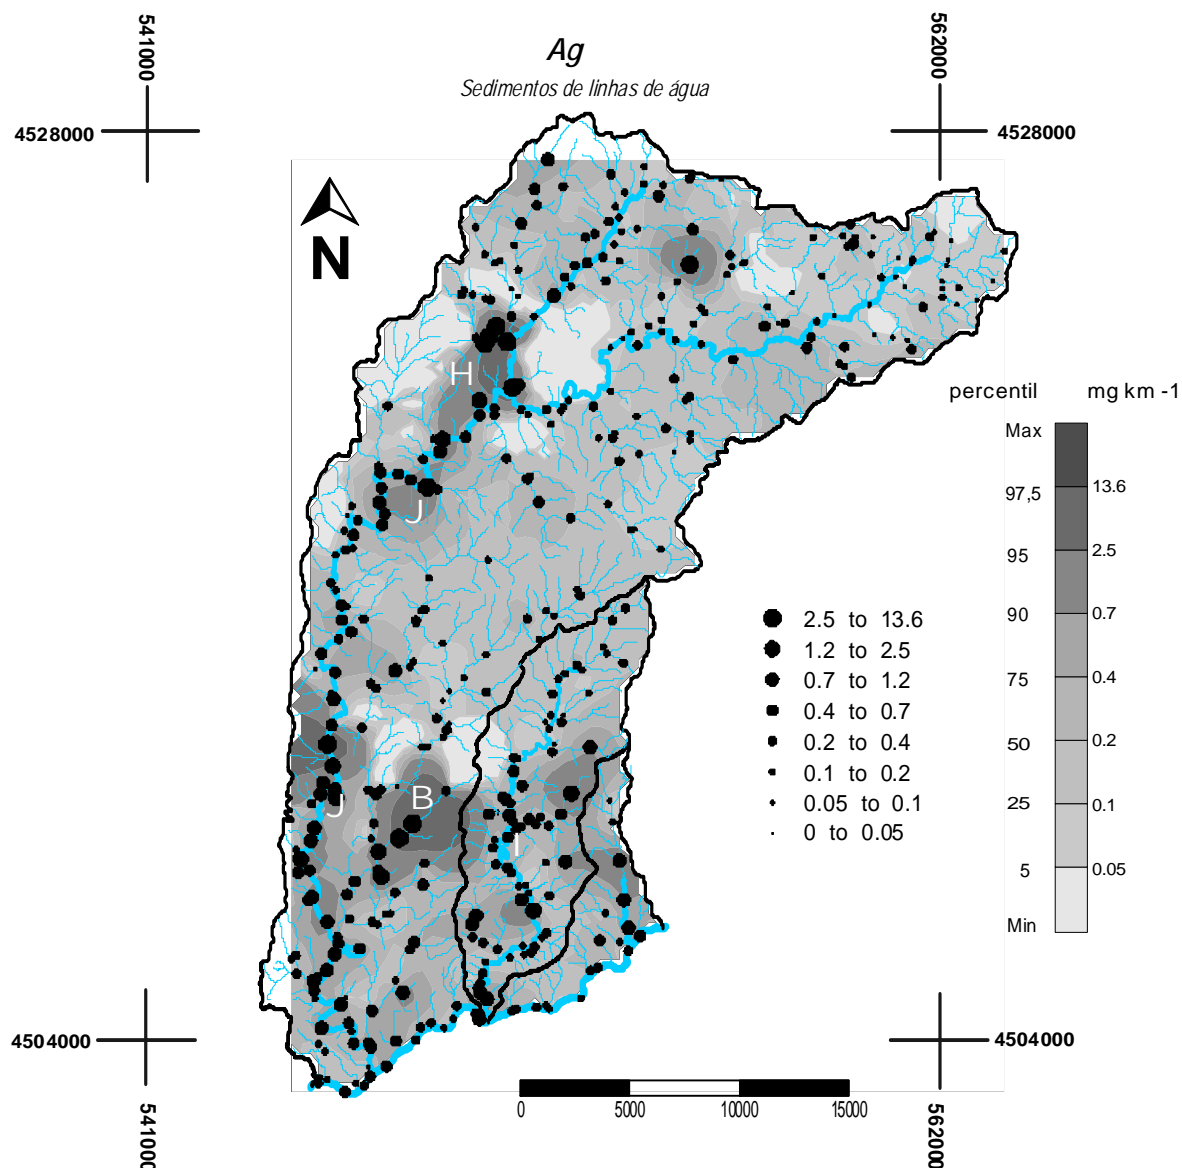 541000
562000
Ag
Sedimentos de linhas de água
4528000
4528000
N
H
percentil
mg km -1
Max
97,5
13.6
95
2.5
90
0.7
75
0.4
50
0.2
25
0.1
5
0.05
Min
J
2.5 to 13.6
1.2 to 2.5
0.7 to 1.2
0.4 to 0.7
0.2 to 0.4
0.1 to 0.2
0.05 to 0.1
0 to 0.05
B
J
I
4504000
4504000
0
5000
10000
15000
541000
562000